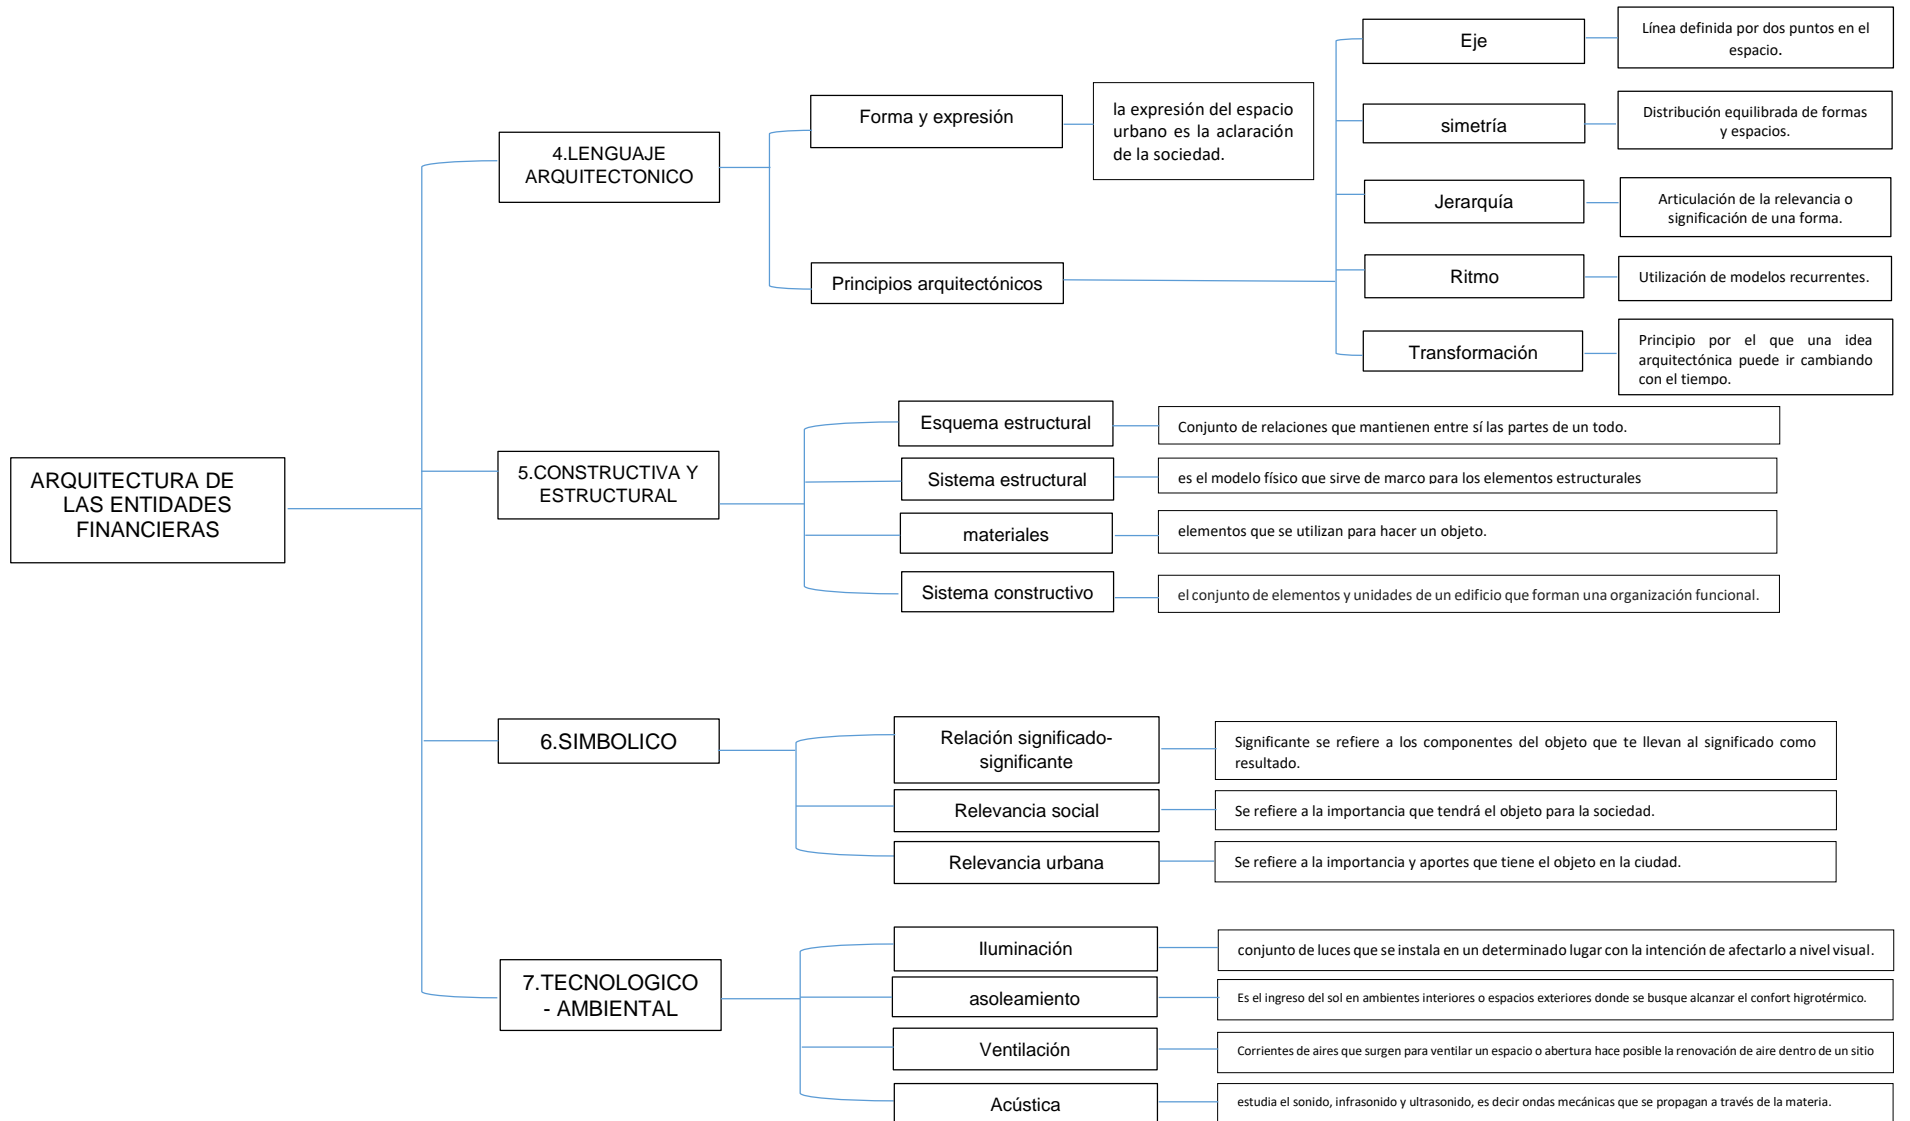 ARQUITECTURA DE
LAS ENTIDADES
FINANCIERAS
4.LENGUAJE
ARQUITECTONICO
Forma y expresión
la expresión del espacio
urbano es la aclaración
de la sociedad.
Principios arquitectónicos
Eje
Línea definida por dos puntos en el
espacio.
simetría
Distribución equilibrada de formas
y espacios.
Jerarquía
Articulación de la relevancia o
significación de una forma.
Ritmo
Utilización de modelos recurrentes.
Transformación
Principio por el que una idea
arquitectónica puede ir cambiando
con el tiempo.
5.CONSTRUCTIVA Y
ESTRUCTURAL
Esquema estructural
Conjunto de relaciones que mantienen entre sí las partes de un todo.
Sistema estructural
es el modelo físico que sirve de marco para los elementos estructurales
materiales
elementos que se utilizan para hacer un objeto.
Sistema constructivo
el conjunto de elementos y unidades de un edificio que forman una organización funcional.
6.SIMBOLICO
Relación significado-
significante
Significante se refiere a los componentes del objeto que te llevan al significado como
resultado.
Relevancia social
Se refiere a la importancia que tendrá el objeto para la sociedad.
Relevancia urbana
Se refiere a la importancia y aportes que tiene el objeto en la ciudad.
7.TECNOLOGICO
- AMBIENTAL
Iluminación
conjunto de luces que se instala en un determinado lugar con la intención de afectarlo a nivel visual.
asoleamiento
Es el ingreso del sol en ambientes interiores o espacios exteriores donde se busque alcanzar el confort higrotérmico.
Ventilación
Corrientes de aires que surgen para ventilar un espacio o abertura hace posible la renovación de aire dentro de un sitio
Acústica
estudia el sonido, infrasonido y ultrasonido, es decir ondas mecánicas que se propagan a través de la materia.